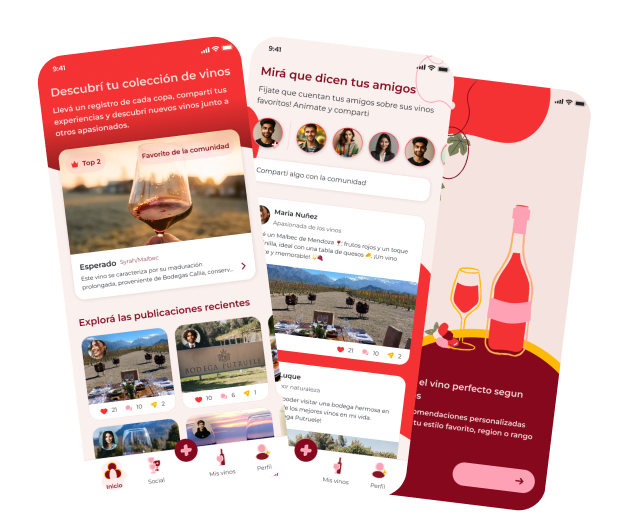 9:41
Descubrí tu colección de vinos
Llevá un registro de cada copa, compartí tus
experiencias y descubrí nuevos vinos junto a
otros apasionados.
Top 2
Favorito de la comunidad
Esperado Syrah/Malbec
Este vino se caracteriza por su maduración
prolongada, proveniente de Bodegas Callia, conserv...
Explorá las publicaciones recientes
21 10 2
BODEGA PUTRUELE
10 6 1
Inicio
Social
Mis vinos
Perfil
9:41
Mirá que dicen tus amigos
Fijate que cuentan tus amigos sobre sus vinos
favoritos! Animate y compartí
Compartí algo con la comunidad
María Nuñez
Apasionada de los vinos
e un Malbec de Mendoza frutos rojos y un toque
nilla, ideal con una tabla de quesos ¡Un vino
e y memorable!
21 10 2
Luque
por naturaleza
poder visitar una bodega hermosa en
de los mejores vinos en mi vida.
ega Putruele!
Mis vinos
Perfil
el vino perfecto segun
os
omendaciones personalizadas
tu estilo favorito, region o rango